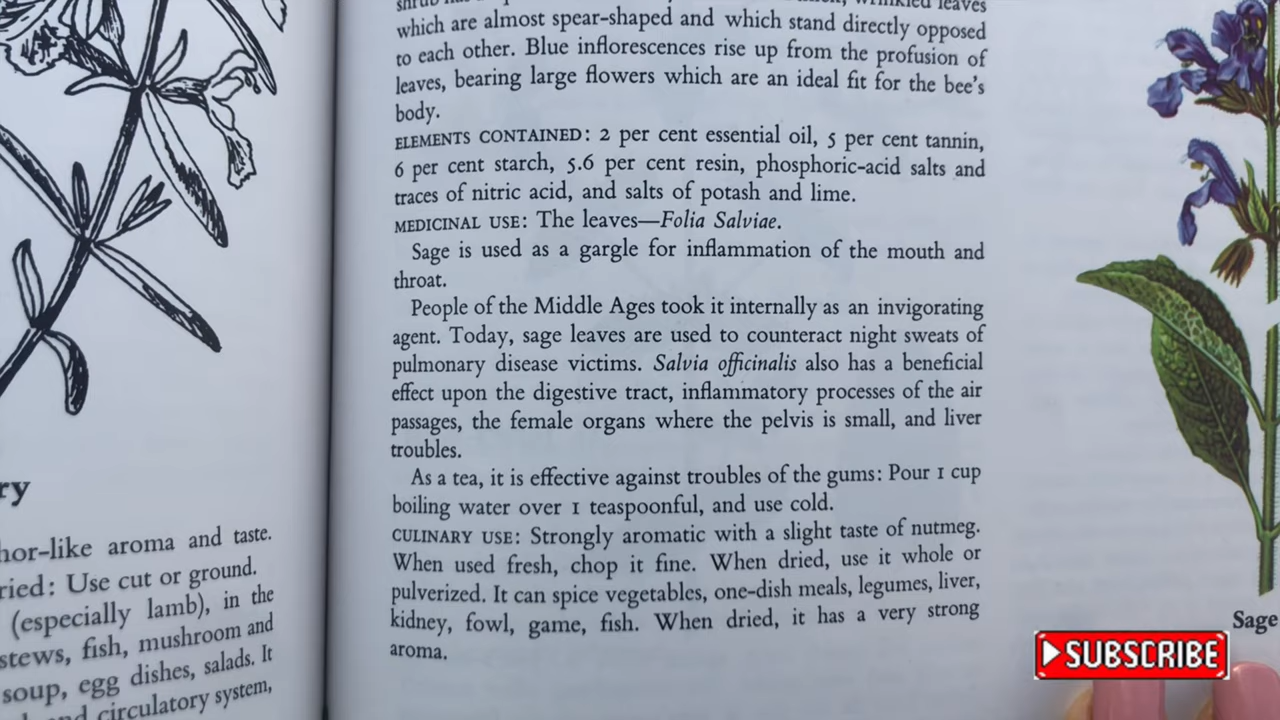 ry
hor-like aroma and taste.
ried: Use cut or ground.
(especially lamb), in the
stews, fish, mushroom and
soup, egg dishes, salads. It
and circulatory system,
wrinkled leaves
which are almost spear-shaped and which stand directly opposed
to each other. Blue inflorescences rise up from the profusion of
leaves, bearing large flowers which are an ideal fit for the bee's
body.
ELEMENTS CONTAINED: 2 per cent essential oil, 5 per cent tannin,
6 per cent starch, 5.6 per cent resin, phosphoric-acid salts and
traces of nitric acid, and salts of potash and lime.
MEDICINAL USE: The leaves—Folia Salviae.
Sage is used as a gargle for inflammation of the mouth and
throat.
People of the Middle Ages took it internally as an invigorating
agent. Today, sage leaves are used to counteract night sweats of
pulmonary disease victims. Salvia officinalis also has a beneficial
effect upon the digestive tract, inflammatory processes of the air
passages, the female organs where the pelvis is small, and liver
troubles.
As a tea, it is effective against troubles of the gums: Pour 1 cup
boiling water over 1 teaspoonful, and use cold.
CULINARY USE: Strongly aromatic with a slight taste of nutmeg.
When used fresh, chop it fine. When dried, use it whole or
pulverized. It can spice vegetables, one-dish meals, legumes, liver,
kidney, fowl, game, fish. When dried, it has a very strong
aroma.
Sage
SUBSCRIBE